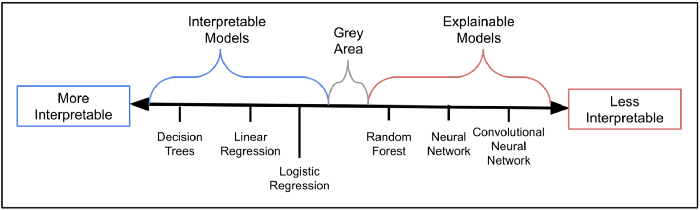 Interpretable
Models
Grey
Area
Explainable
Models
More
Interpretable
Less
Interpretable
Decision
Trees
Linear
Regression
Logistic
Regression
Random
Forest
Neural
Network
Convolutional
Neural
Network